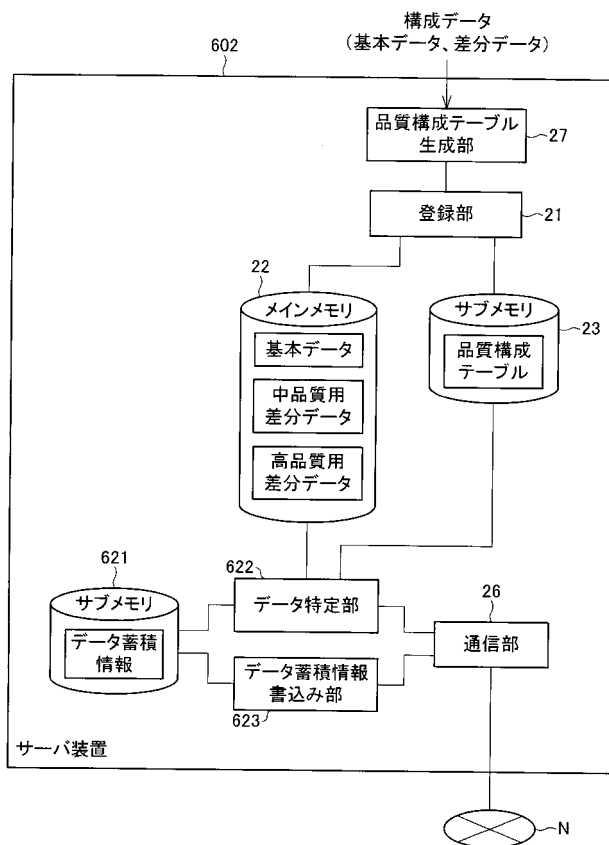 構成データ
(基本データ、差分データ)
602
品質構成テーブル
生成部
27
登録部
21
22
メインメモリ
基本データ
中品質用
差分データ
高品質用
差分データ
サブメモリ
23
品質構成
テーブル
621
サブメモリ
データ蓄積
情報
622
データ特定部
26
通信部
データ蓄積情報
書込み部
623
サーバ装置
N